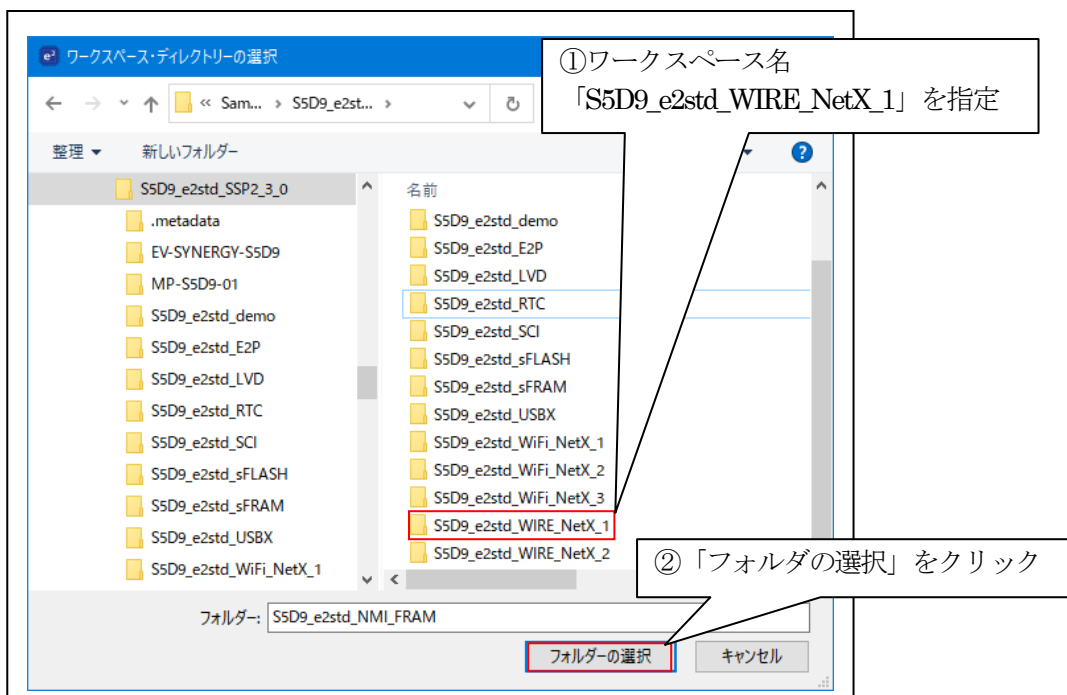 ワークスペース・ディレクトリーの選択
①ワークスペース名
「S5D9_e2std_WIRE_NetX_1」を指定
« Sam... › S5D9_e2st... ›
整理 新しいフォルダー
S5D9_e2std_SSP2_3_0
.metadata
EV-SYNERGY-S5D9
MP-S5D9-01
S5D9_e2std_demo
S5D9_e2std_E2P
S5D9_e2std_LVD
S5D9_e2std_RTC
S5D9_e2std_SCI
S5D9_e2std_sFLASH
S5D9_e2std_sFRAM
S5D9_e2std_USBX
S5D9_e2std_WiFi_NetX_1
名前
S5D9_e2std_demo
S5D9_e2std_E2P
S5D9_e2std_LVD
S5D9_e2std_RTC
S5D9_e2std_SCI
S5D9_e2std_sFLASH
S5D9_e2std_sFRAM
S5D9_e2std_USBX
S5D9_e2std_WiFi_NetX_1
S5D9_e2std_WiFi_NetX_2
S5D9_e2std_WiFi_NetX_3
S5D9_e2std_WIRE_NetX_1
S5D9_e2std_WIRE_NetX_2
②「フォルダの選択」をクリック
フォルダー: S5D9_e2std_NMI_FRAM
フォルダーの選択 キャンセル